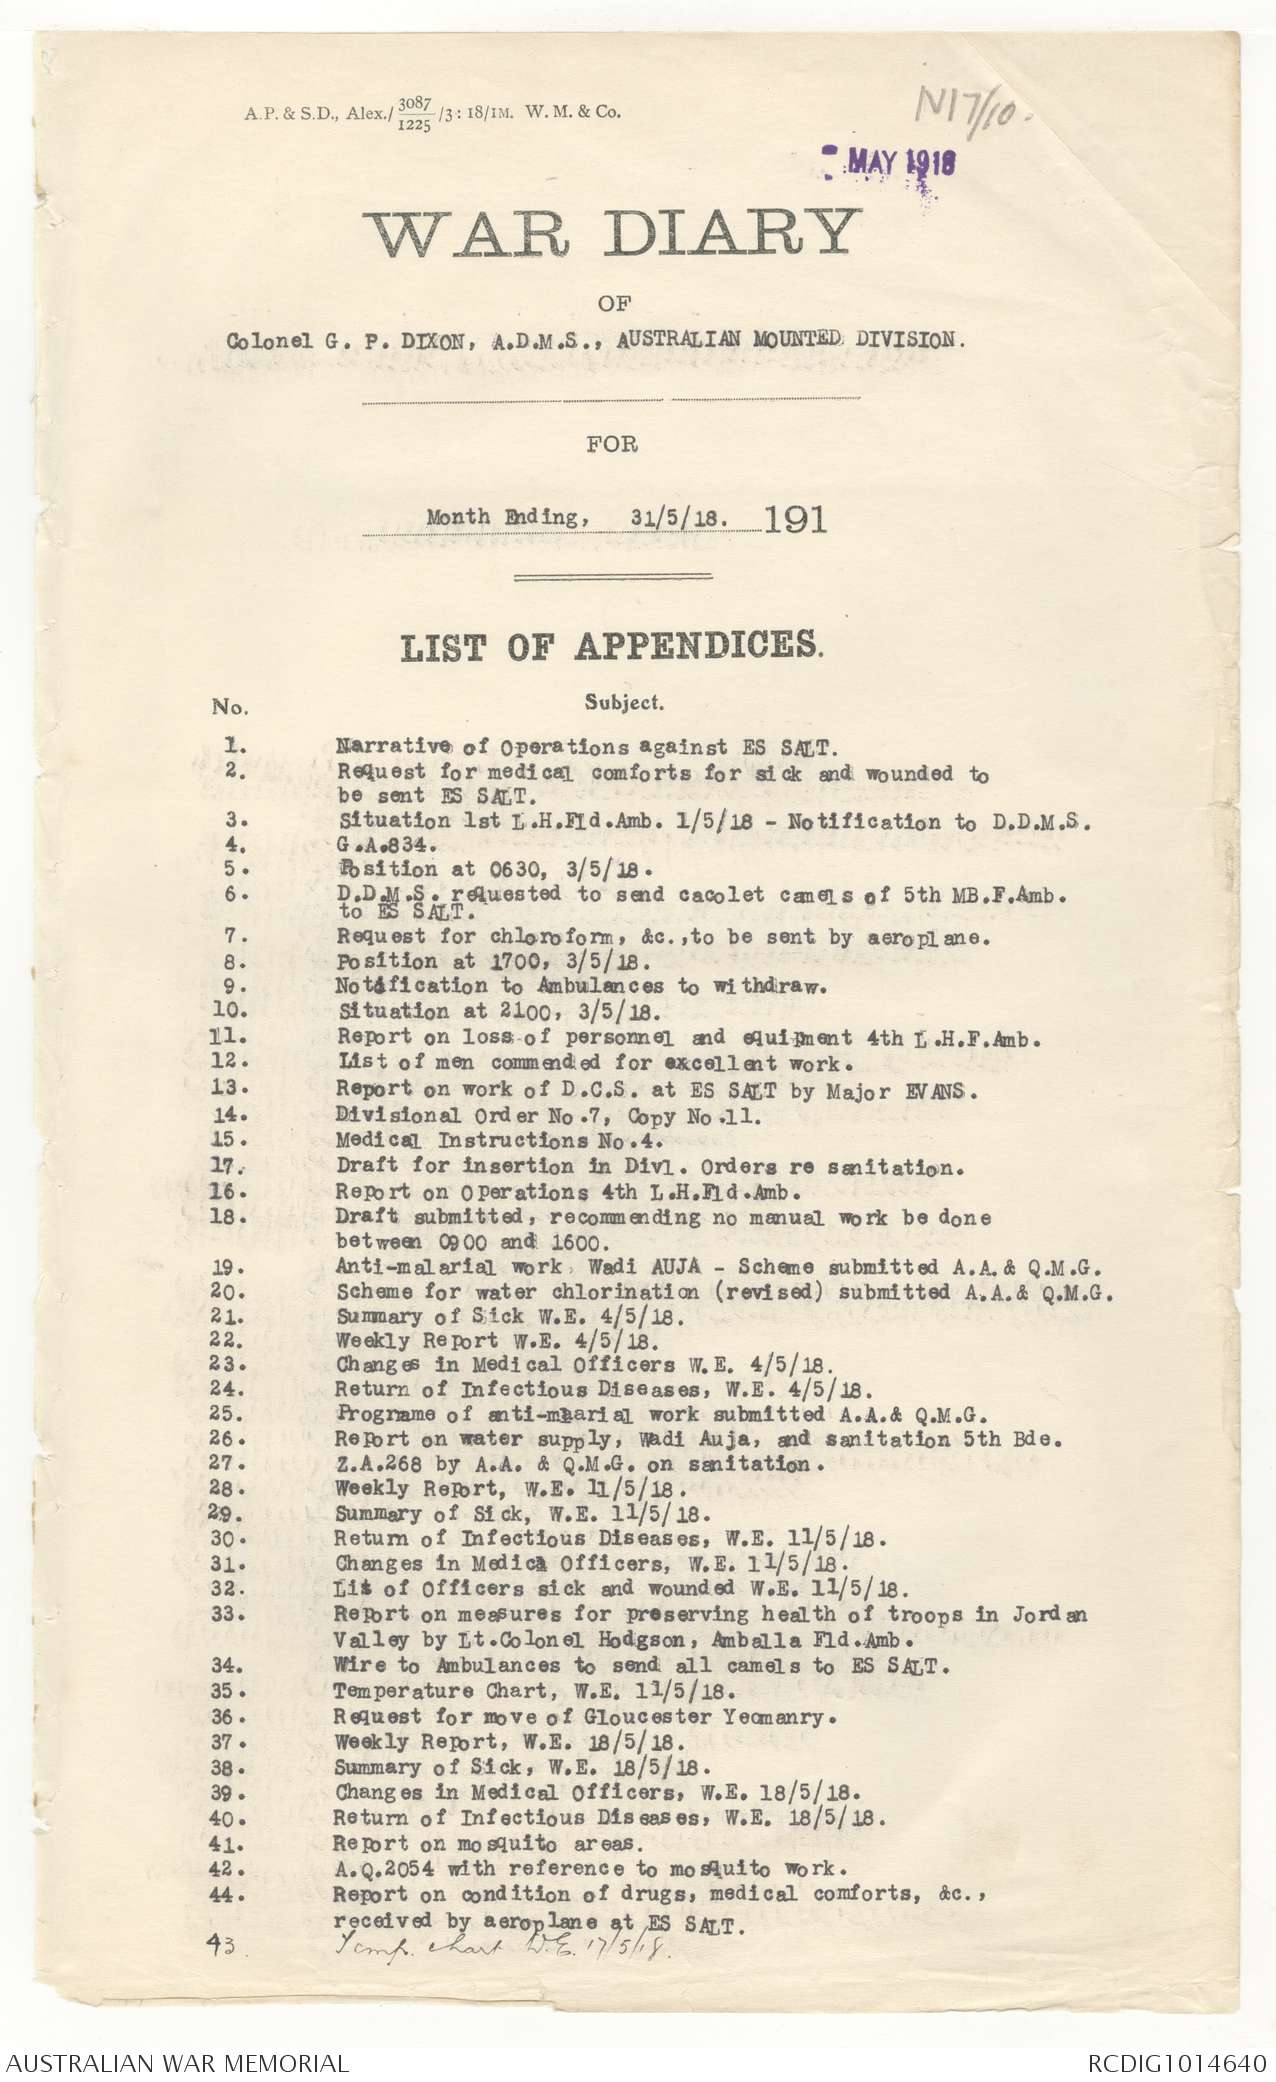 A.P. & S.D., Alex./3087/1225/3 : 18/1M. W. M. & Co.
N17/10.
MAY 1918
WAR DIARY
OF
Colonel G. P. DIXON, A.D.M.S., AUSTRALIAN MOUNTED DIVISION.
FOR
Month Ending, 31/5/18. 191
LIST OF APPENDICES.
No. Subject.
1. Narrative of Operations against ES SALT.
2. Request for medical comforts for sick and wounded to
be sent ES SALT.
3. Situation 1st L.H.Fld.Amb. 1/5/18 - Notification to D.D.M.S.
4. G.A.834.
5. Position at 0630, 3/5/18.
6. D.D.M.S. requested to send cacolet camels of 5th MB.F.Amb.
to ES SALT.
7. Request for chloroform, &c.,to be sent by aeroplane.
8. Position at 1700, 3/5/18.
9. Notification to Ambulances to withdraw.
10. Situation at 2100, 3/5/18.
11. Report on loss of personnel and equipment 4th L.H.F.Amb.
12. List of men commended for excellent work.
13. Report on work of D.C.S. at ES SALT by Major EVANS.
14. Divisional Order No.7, Copy No.11.
15. Medical Instructions No.4.
17. Draft for insertion in Divl. Orders re sanitation.
16. Report on Operations 4th L.H.Fld.Amb.
18. Draft submitted, recommending no manual work be done
between 0900 and 1600.
19. Anti-malarial work, Wadi AUJA - Scheme submitted A.A.& Q.M.G.
20. Scheme for water chlorination (revised) submitted A.A.& Q.M.G.
21. Summary of Sick W.E. 4/5/18.
22. Weekly Report W.E. 4/5/18.
23. Changes in Medical Officers W.E. 4/5/18.
24. Return of Infectious Diseases, W.E. 4/5/18.
25. Programe of anti-mlarial work submitted A.A.& Q.M.G.
26. Report on water supply, Wadi Auja, and sanitation 5th Bde.
27. Z.A.268 by A.A. & Q.M.G. on sanitation.
28. Weekly Report, W.E. 11/5/18.
29. Summary of Sick, W.E. 11/5/18.
30. Return of Infectious Diseases, W.E. 11/5/18.
31. Changes in Medical Officers, W.E. 11/5/18.
32. List of Officers sick and wounded W.E. 11/5/18.
33. Report on measures for preserving health of troops in Jordan
Valley by Lt.Colonel Hodgson, Amballa Fld.Amb.
34. Wire to Ambulances to send all camels to ES SALT.
35. Temperature Chart, W.E. 11/5/18.
36. Request for move of Gloucester Yeomanry.
37. Weekly Report, W.E. 18/5/18.
38. Summary of Sick, W.E. 18/5/18.
39. Changes in Medical Officers, W.E. 18/5/18.
40. Return of Infectious Diseases, W.E. 18/5/18.
41. Report on mosquito areas.
42. A.Q.2054 with reference to mosquito work.
44. Report on condition of drugs, medical comforts, &c.,
received by aeroplane at ES SALT.
43. Temp. chart W.E. 17/5/18.
AUSTRALIAN WAR MEMORIAL
RCDIG1014640